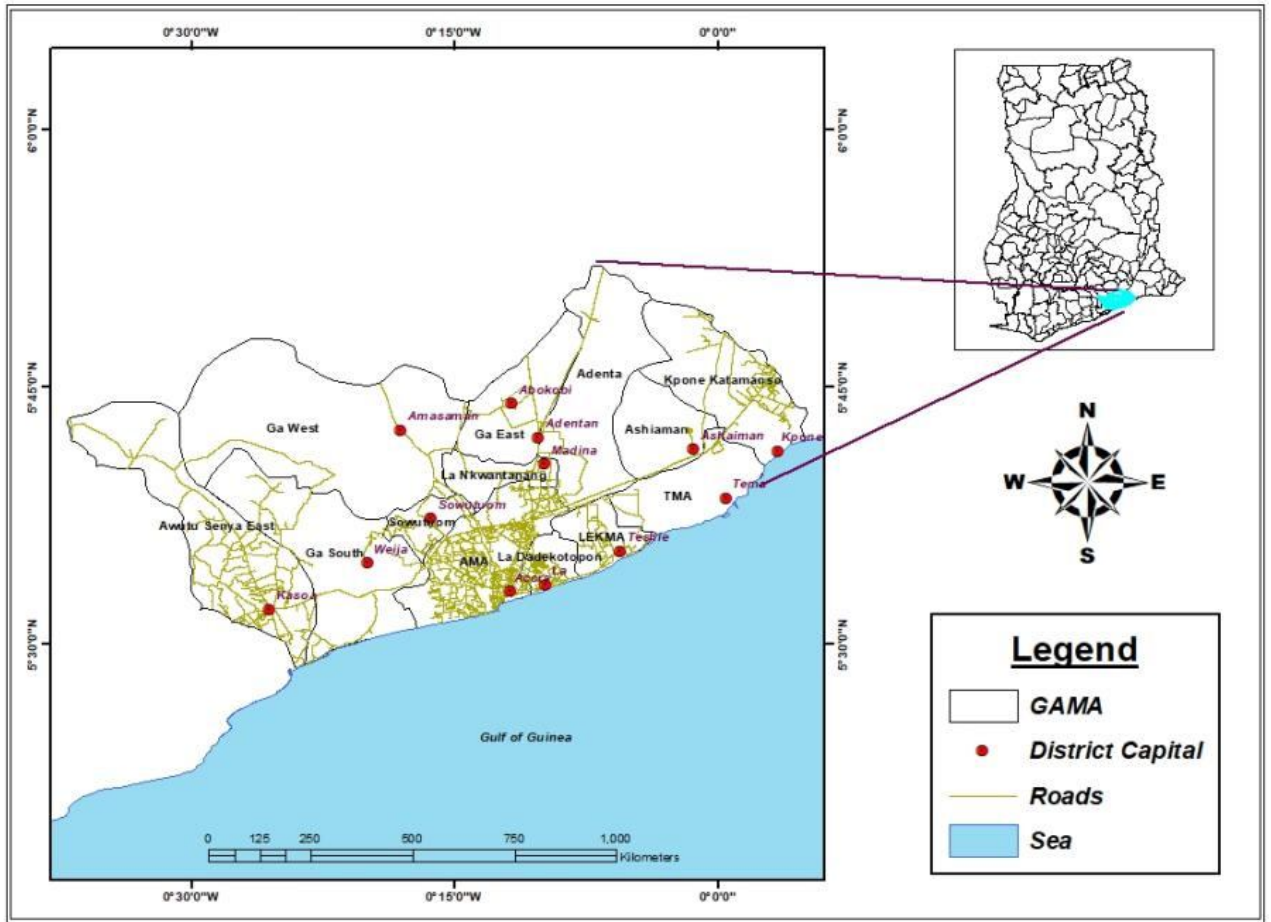 0°30'0"W 0°15'0"W 0°0'0"
6°0'0"N
6°0'0"N
5°45'0"N
5°45'0"N
5°30'0"N
5°30'0"N
Adenta
Kpone Katamanso
Abokobi
Amasaman
Ga West
Adentan
Ga East
Ashiaman
Ashaiman
Kpone
Madina
La Nkwantanang
TMA
Tema
Sowutuom
Sowutuom
Awutu Senya East
LEKMA
Teshie
Ga South
Weija
AMA
La Dadekotopon
La
Accra
Kasoa
Gulf of Guinea
0 125 250 500 750 1,000
Kilometers
0°30'0"W 0°15'0"W 0°0'0"
N
W E
S
Legend
GAMA
District Capital
Roads
Sea